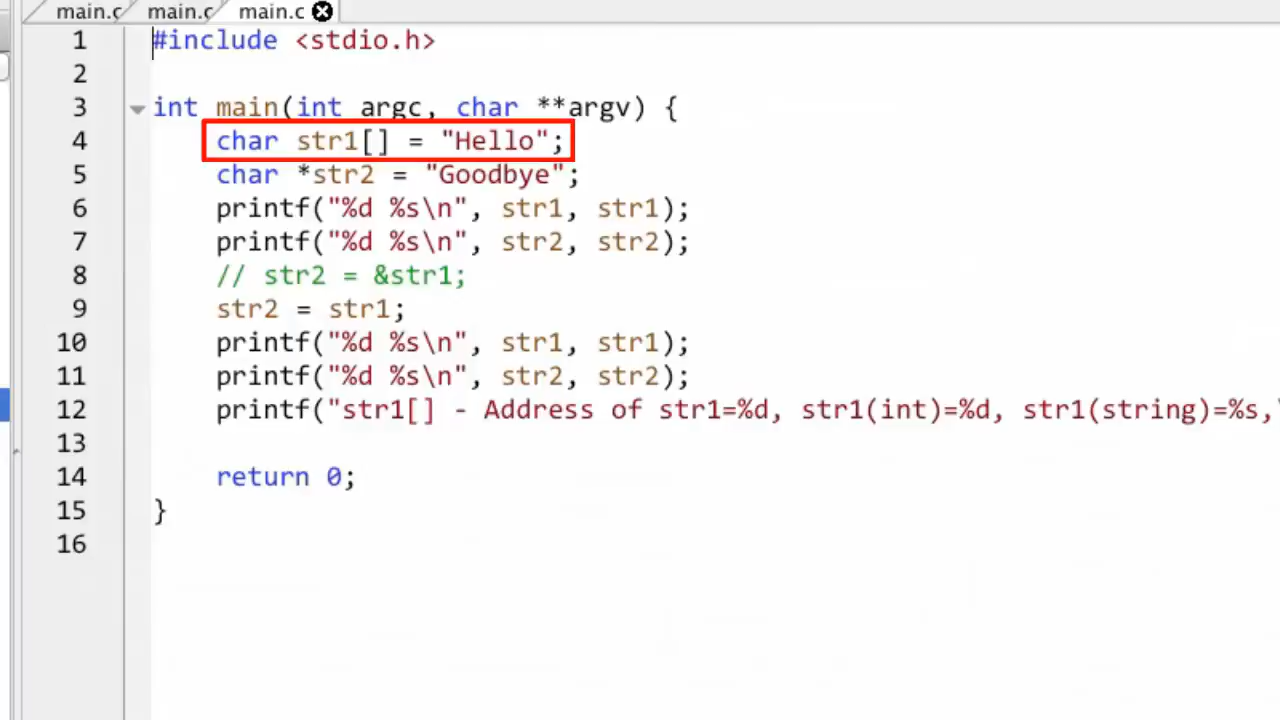 main.c main.c main.c
1 #include <stdio.h>
2
3 int main(int argc, char **argv) {
4 char str1[] = "Hello";
5 char *str2 = "Goodbye";
6 printf("%d %s\n", str1, str1);
7 printf("%d %s\n", str2, str2);
8 // str2 = &str1;
9 str2 = str1;
10 printf("%d %s\n", str1, str1);
11 printf("%d %s\n", str2, str2);
12 printf("str1[] - Address of str1=%d, str1(int)=%d, str1(string)=%s,\
13
14 return 0;
15 }
16